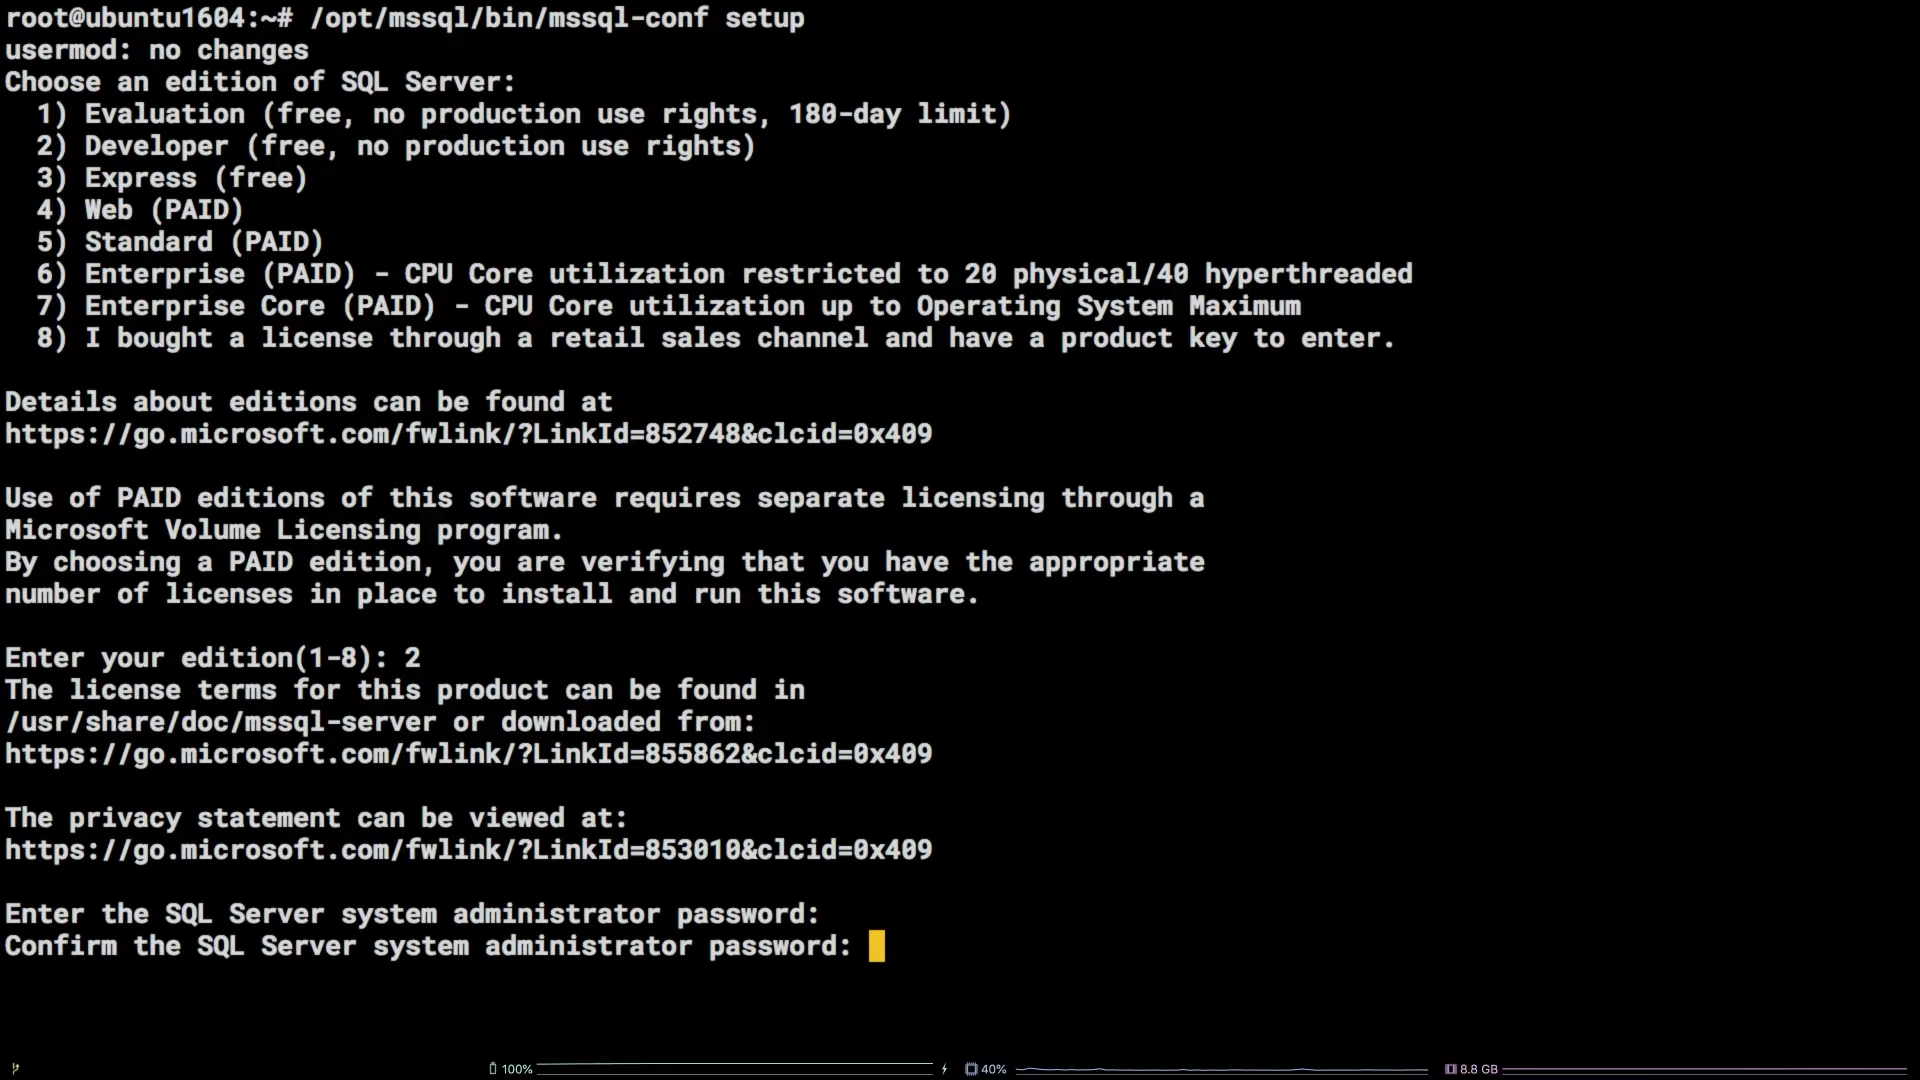 root@ubuntu1604:~# /opt/mssql/bin/mssql-conf setup
usermod: no changes
Choose an edition of SQL Server:
  1) Evaluation (free, no production use rights, 180-day limit)
  2) Developer (free, no production use rights)
  3) Express (free)
  4) Web (PAID)
  5) Standard (PAID)
  6) Enterprise (PAID) - CPU Core utilization restricted to 20 physical/40 hyperthreaded
  7) Enterprise Core (PAID) - CPU Core utilization up to Operating System Maximum
  8) I bought a license through a retail sales channel and have a product key to enter.
Details about editions can be found at
https://go.microsoft.com/fwlink/?LinkId=852748&clcid=0x409
Use of PAID editions of this software requires separate licensing through a
Microsoft Volume Licensing program.
By choosing a PAID edition, you are verifying that you have the appropriate
number of licenses in place to install and run this software.
Enter your edition(1-8): 2
The license terms for this product can be found in
/usr/share/doc/mssql-server or downloaded from:
https://go.microsoft.com/fwlink/?LinkId=855862&clcid=0x409
The privacy statement can be viewed at:
https://go.microsoft.com/fwlink/?LinkId=853010&clcid=0x409
Enter the SQL Server system administrator password:
Confirm the SQL Server system administrator password:
100% 40% 8.8 GB